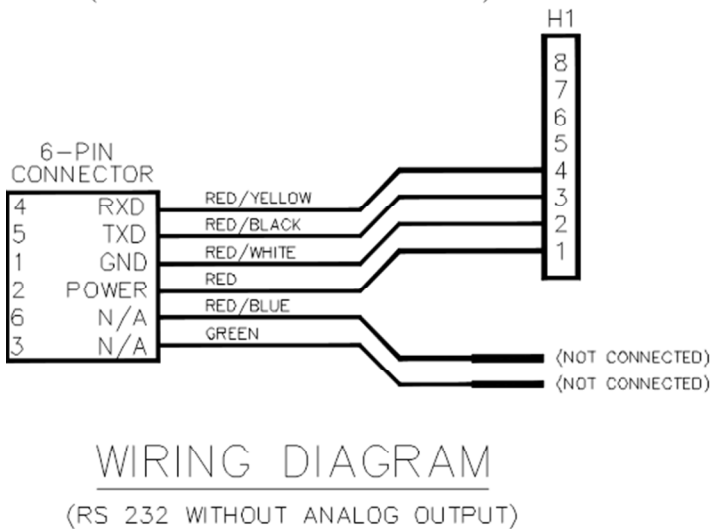 H1
8
7
6
5
4
3
2
1
6-PIN
CONNECTOR
4 RXD RED/YELLOW
5 TXD RED/BLACK
1 GND RED/WHITE
2 POWER RED
6 N/A RED/BLUE
3 N/A GREEN
(NOT CONNECTED)
(NOT CONNECTED)
WIRING DIAGRAM
(RS 232 WITHOUT ANALOG OUTPUT)